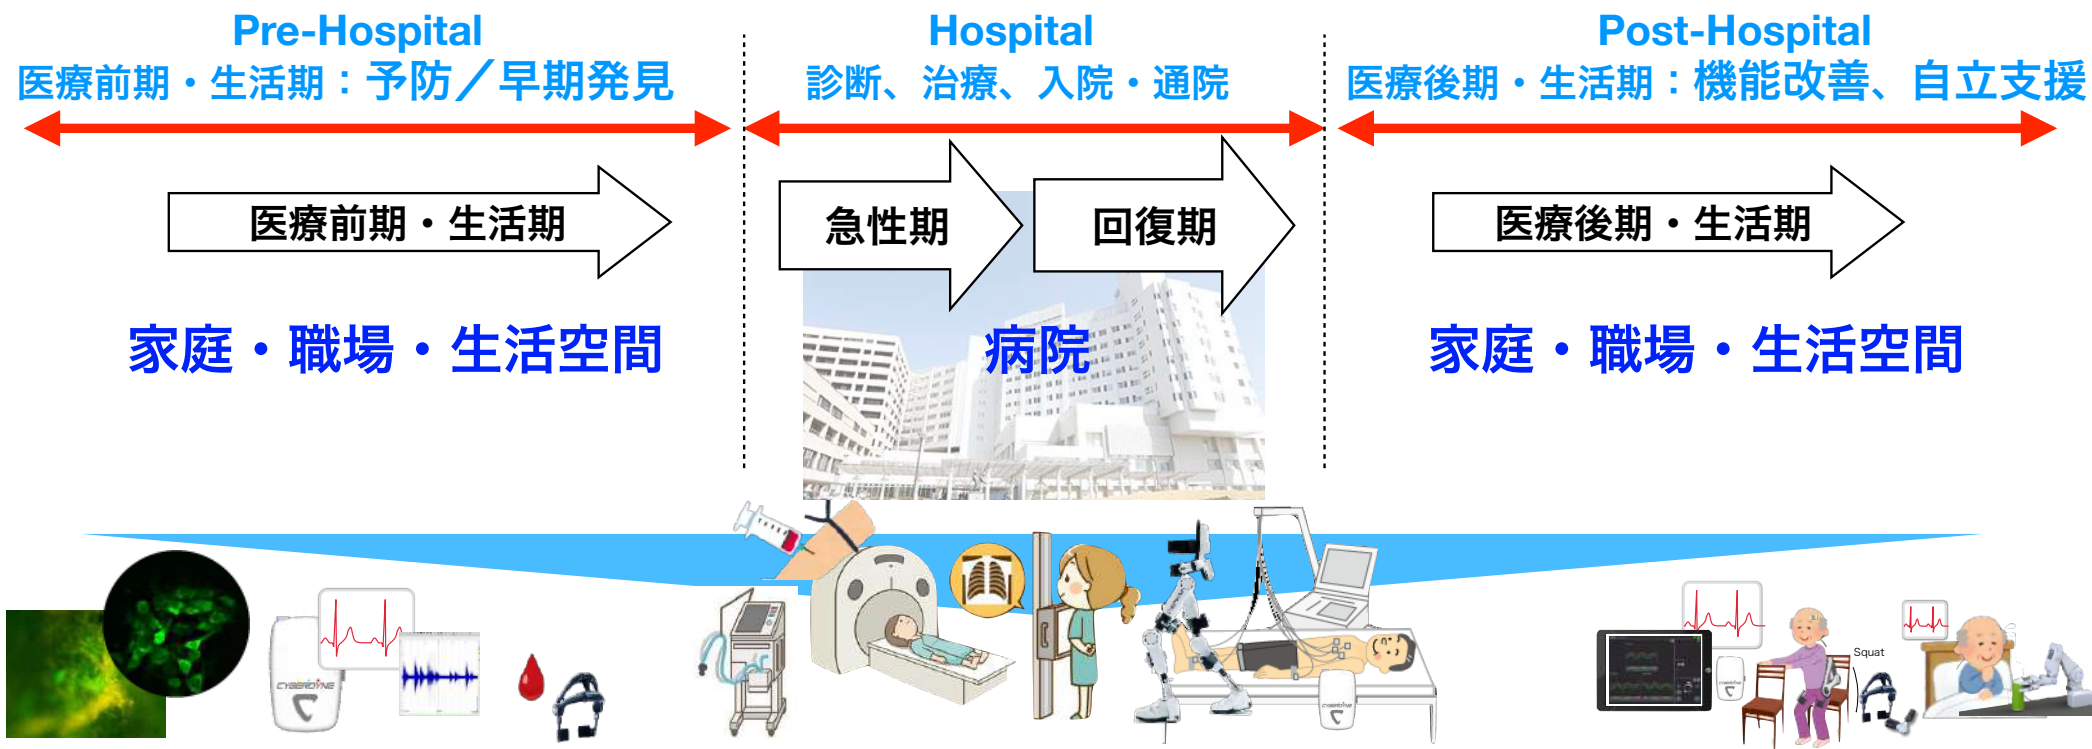 Pre-Hospital
医療前期・生活期：予防／早期発見
Hospital
診断、治療、入院・通院
Post-Hospital
医療後期・生活期：機能改善、自立支援
医療前期・生活期
急性期
回復期
医療後期・生活期
家庭・職場・生活空間
病院
家庭・職場・生活空間
CYBERDYNE
CYBERDYNE
Squat